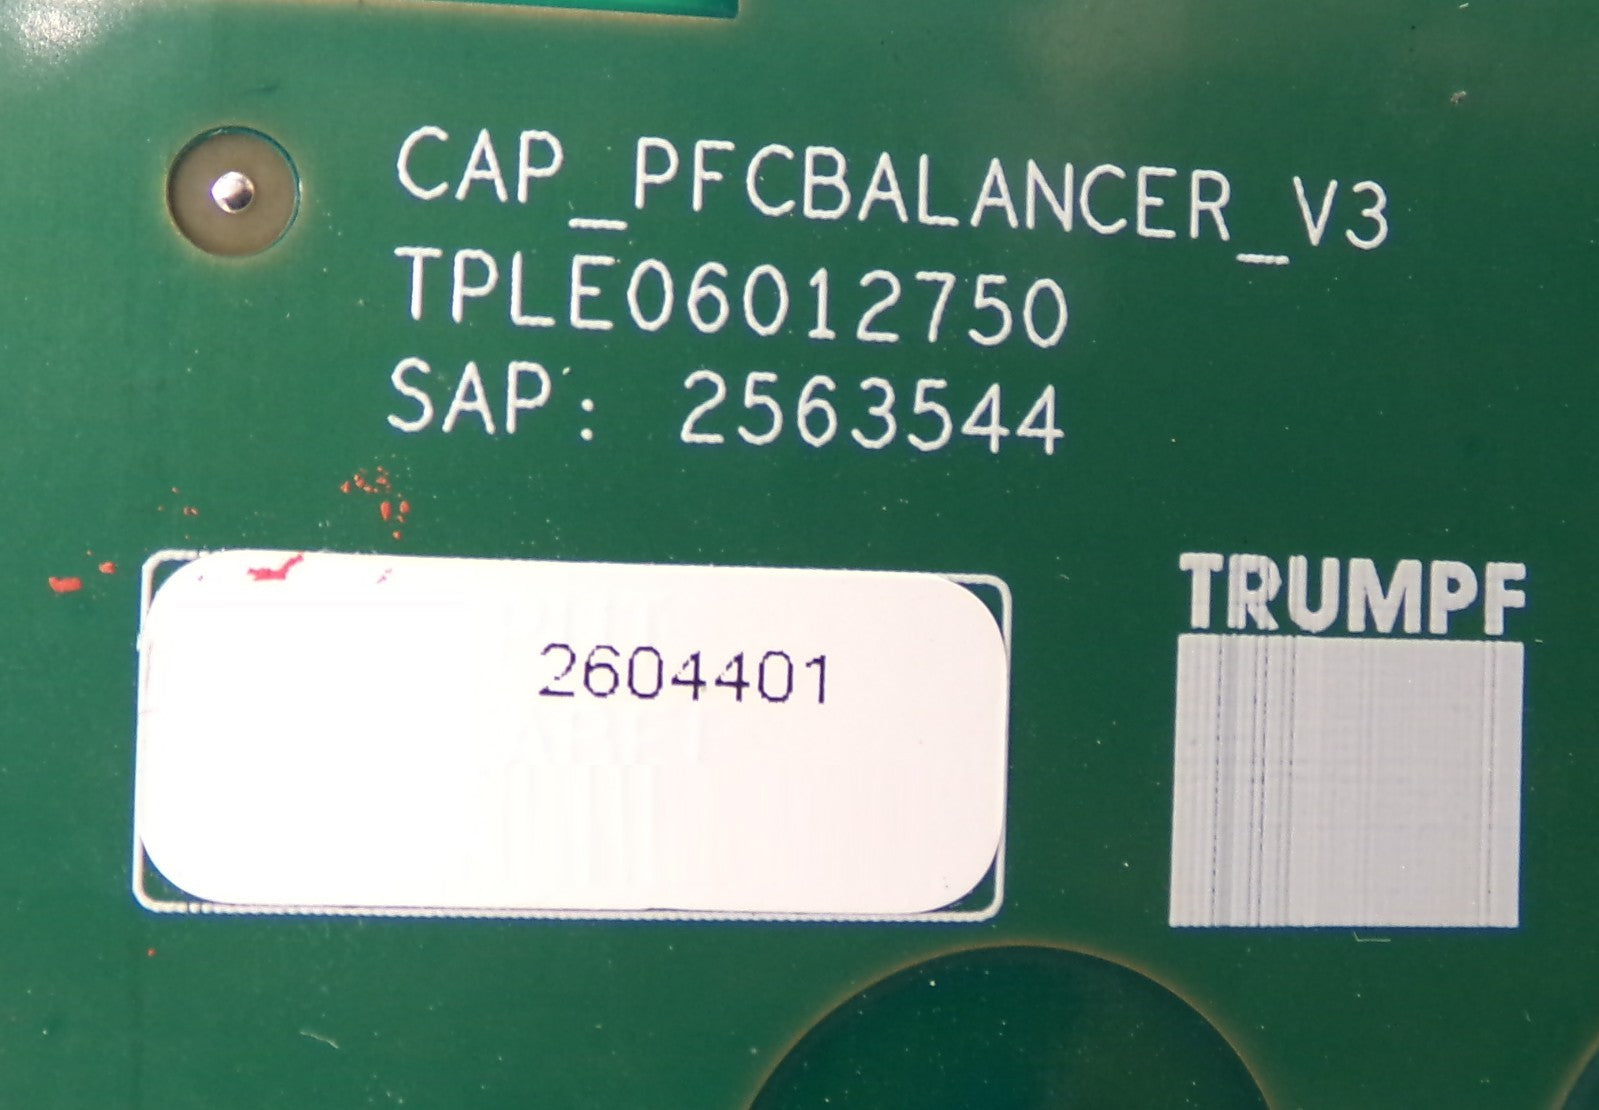 CAP_PFCBALANCER_V3
TPLE06012750
SAP: 2563544
2604401
TRUMPF